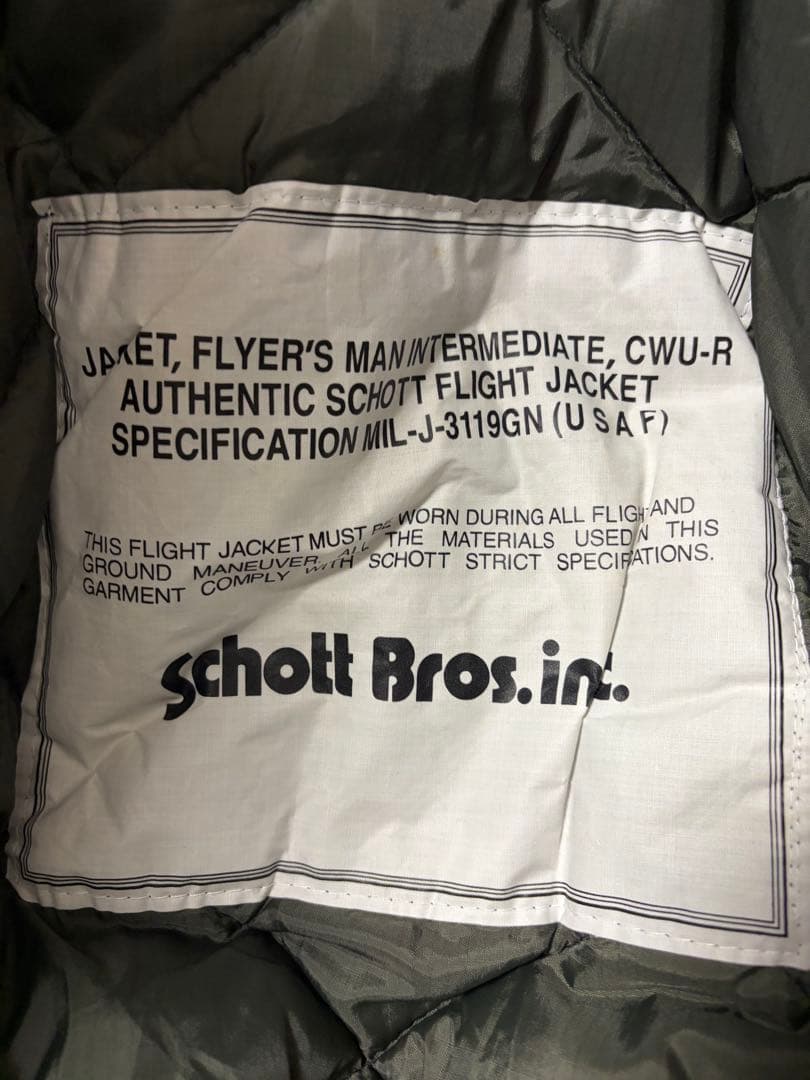 JACKET, FLYER'S MAN INTERMEDIATE, CWU-R
AUTHENTIC SCHOTT FLIGHT JACKET
SPECIFICATION MIL-J-3119GN (USAF)
THIS FLIGHT JACKET MUST BE WORN DURING ALL FLIGHT AND
GROUND MANEUVER. ALL THE MATERIALS USED IN THIS
GARMENT COMPLY WITH SCHOTT STRICT SPECIFICATIONS.
Schott Bros. inc.